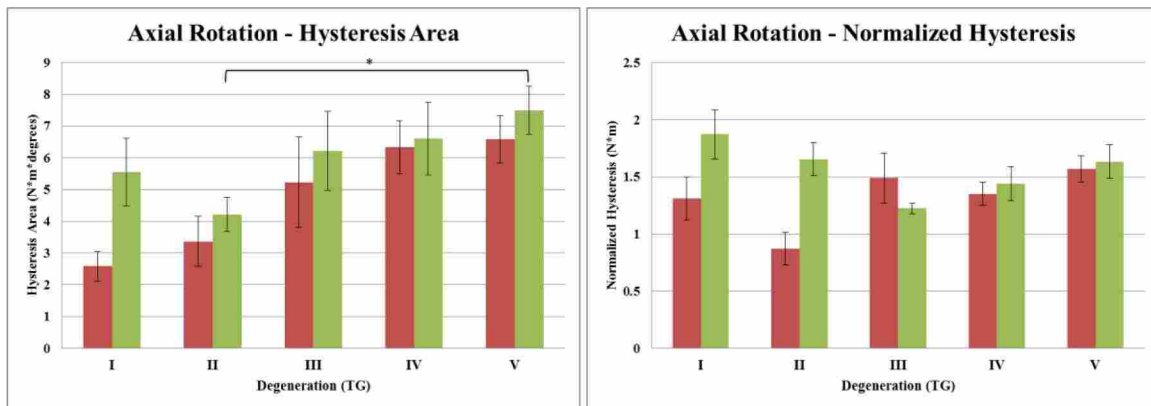 Axial Rotation - Hysteresis Area
*
Hysteresis Area (N*m*degrees)
9
8
7
6
5
4
3
2
1
0
I II III IV V
Degeneration (TG)
Axial Rotation - Normalized Hysteresis
Normalized Hysteresis (N*m)
2.5
2
1.5
1
0.5
0
I II III IV V
Degeneration (TG)